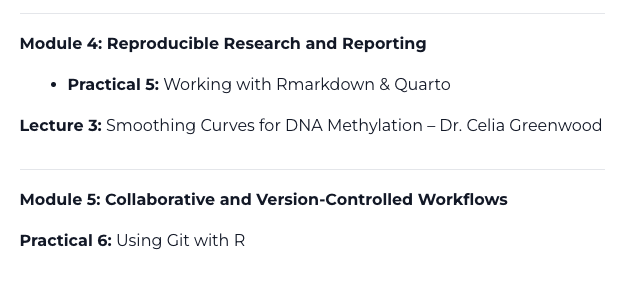 Module 4: Reproducible Research and Reporting
• Practical 5: Working with Rmarkdown & Quarto
Lecture 3: Smoothing Curves for DNA Methylation – Dr. Celia Greenwood
Module 5: Collaborative and Version-Controlled Workflows
Practical 6: Using Git with R